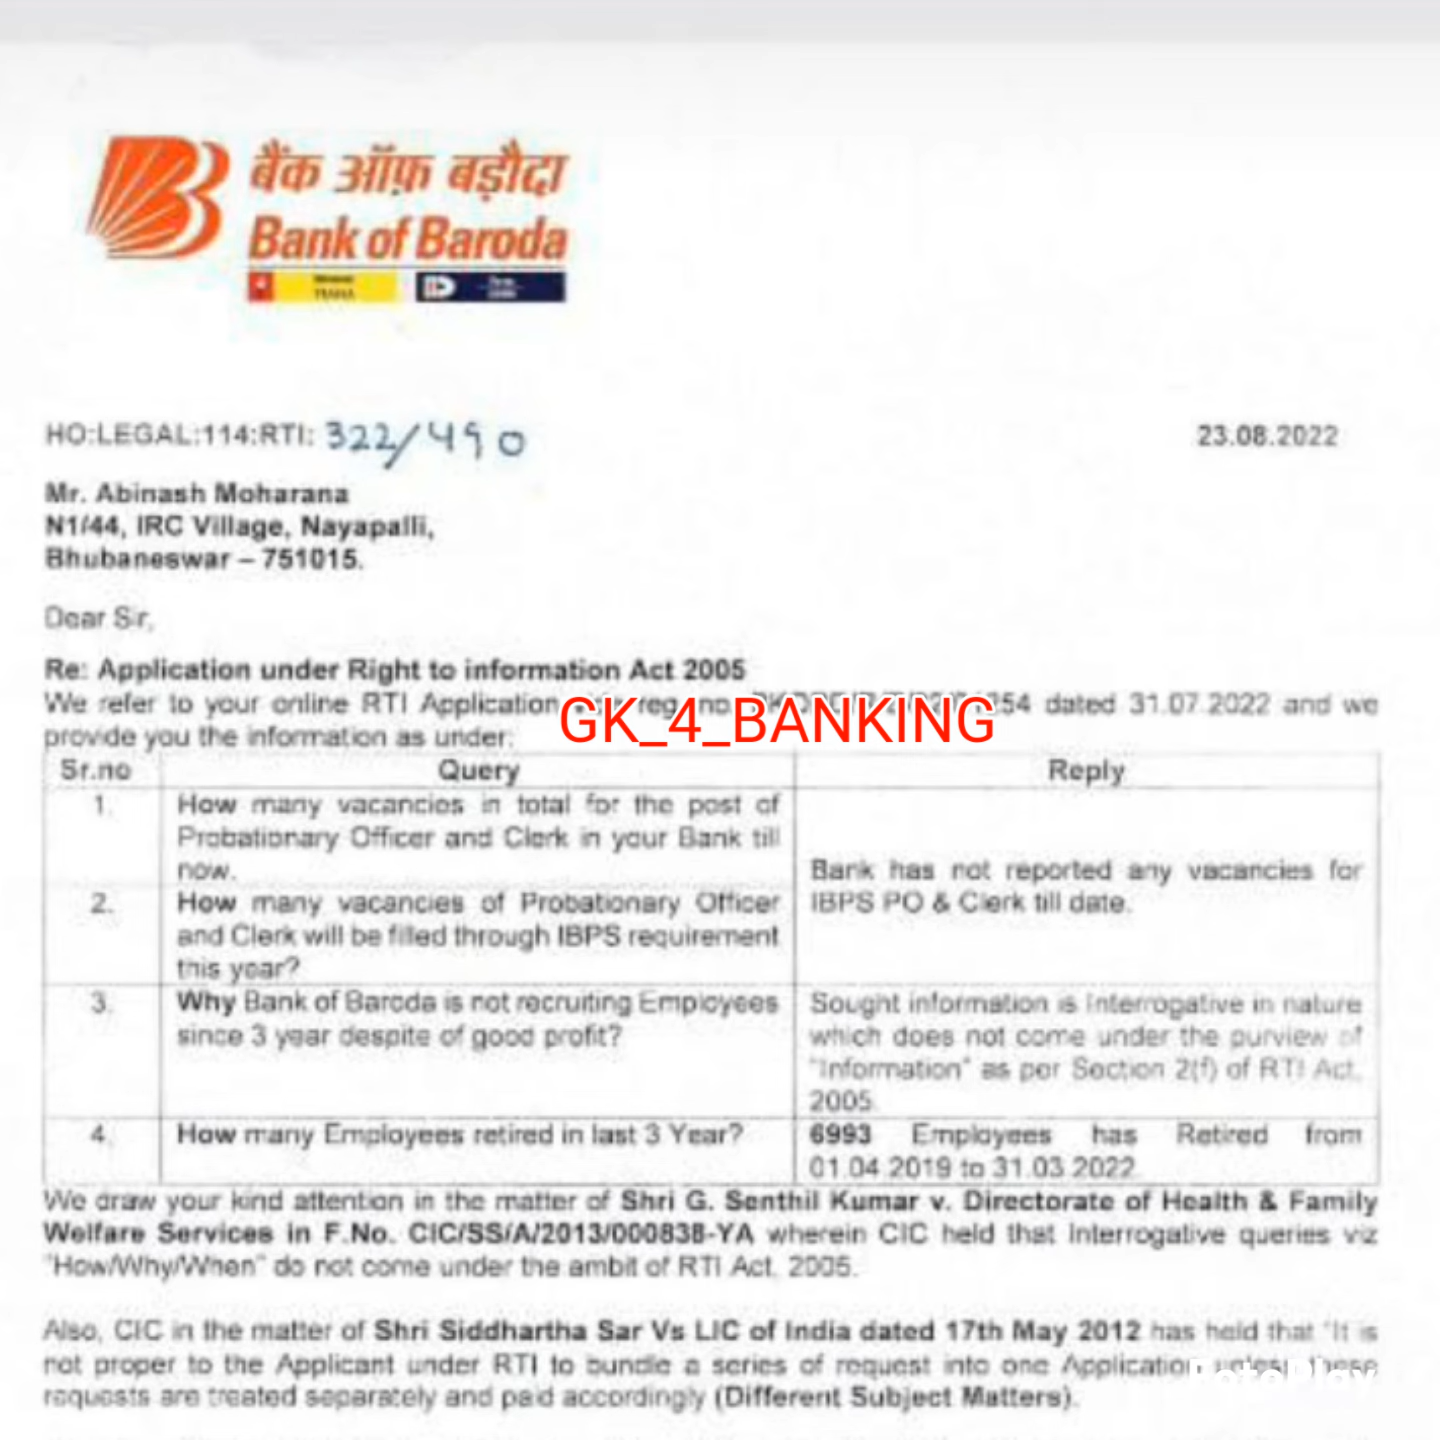 बैंक ऑफ़ बड़ौदा
Bank of Baroda
HO:LEGAL:114:RTI: 322/490
23.08.2022
Mr. Abinash Moharana
N1/44, IRC Village, Nayapalli,
Bhubaneswar – 751015.
Dear Sir,
Re: Application under Right to information Act 2005
We refer to your online RTI Application dated 31.07.2022 and we
GK_4_BANKING
provide you the information as under:
Sr.no Query Reply
1. How many vacancies in total for the post of
Probationary Officer and Clerk in your Bank till
now.
2. How many vacancies of Probationary Officer
and Clerk will be filled through IBPS requirement
this year?
Bank has not reported any vacancies for
IBPS PO & Clerk till date.
3. Why Bank of Baroda is not recruiting Employees
since 3 year despite of good profit?
Sought information is Interrogative in nature
which does not come under the purview of
"Information" as per Section 2(f) of RTI Act,
2005.
4. How many Employees retired in last 3 Year?
6993 Employees has Retired from
01.04.2019 to 31.03.2022
We draw your kind attention in the matter of Shri G. Senthil Kumar v. Directorate of Health & Family
Welfare Services in F.No. CIC/SS/A/2013/000838-YA wherein CIC held that Interrogative queries viz
"How/Why/When" do not come under the ambit of RTI Act, 2005.
Also, CIC in the matter of Shri Siddhartha Sar Vs LIC of India dated 17th May 2012 has held that "It is
not proper to the Applicant under RTI to bundle a series of request into one Application
requests are treated separately and paid accordingly (Different Subject Matters).